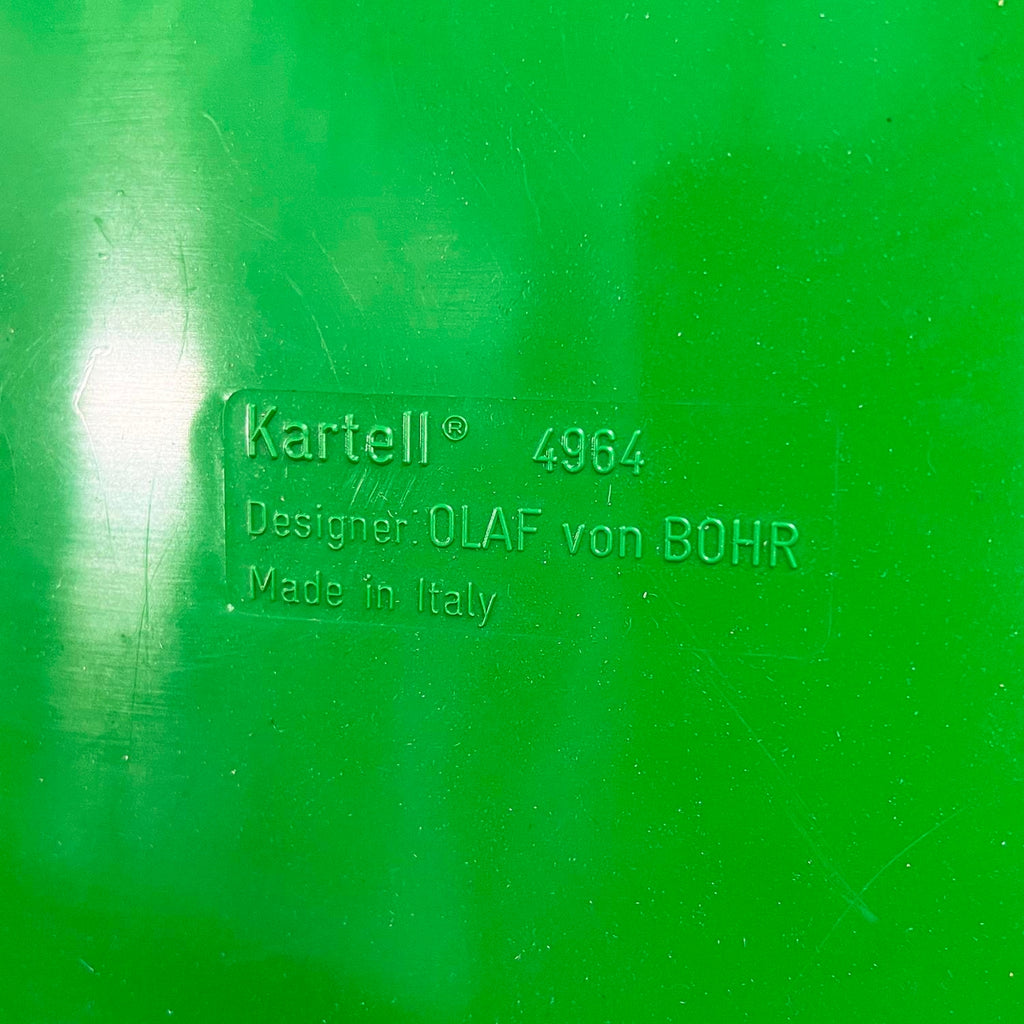 Kartell® 4964
Designer: OLAF von BOHR
Made in Italy